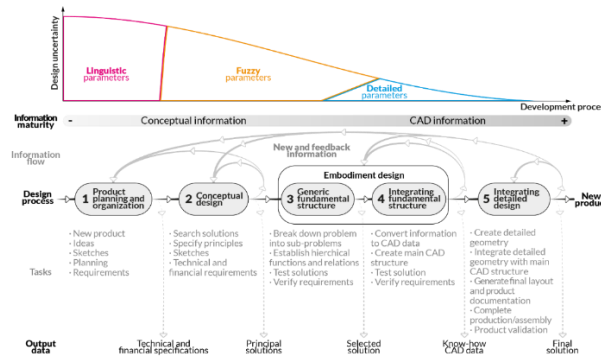 Design uncertainty
Linguistic
parameters
Fuzzy
parameters
Detailed
parameters
Development process
Information
maturity
-
Conceptual information
CAD information
+
Information
flow
New and feedback
information
Embodiment design
Design
process
1 Product
planning and
organization
2 Conceptual
design
3 Generic
fundamental
structure
4 Integrating
fundamental
structure
5 Integrating
detailed
design
New
product
Tasks
· New product
· Ideas
· Sketches
· Planning
· Requirements
· Search solutions
· Specify principles
· Sketches
· Technical and
financial requirements
· Break down problem
into sub-problems
· Establish hierchical
functions and relations
· Test solutions
· Verify requirements
· Convert information
to CAD data
· Create main CAD
structure
· Test solution
· Verify requirements
· Create detailed
geometry
· Integrate detailed
geometry with main
CAD structure
· Generate final layout
and product
documentation
· Complete
production/assembly
· Product validation
Output
data
Technical and
financial specifications
Principal
solutions
Selected
solution
Know-how
CAD data
Final
solution